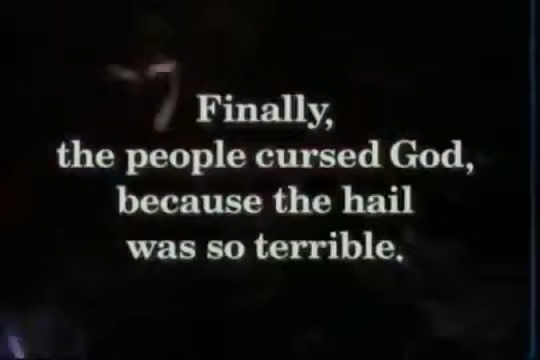 Finally,
the people cursed God,
because the hail
was so terrible.